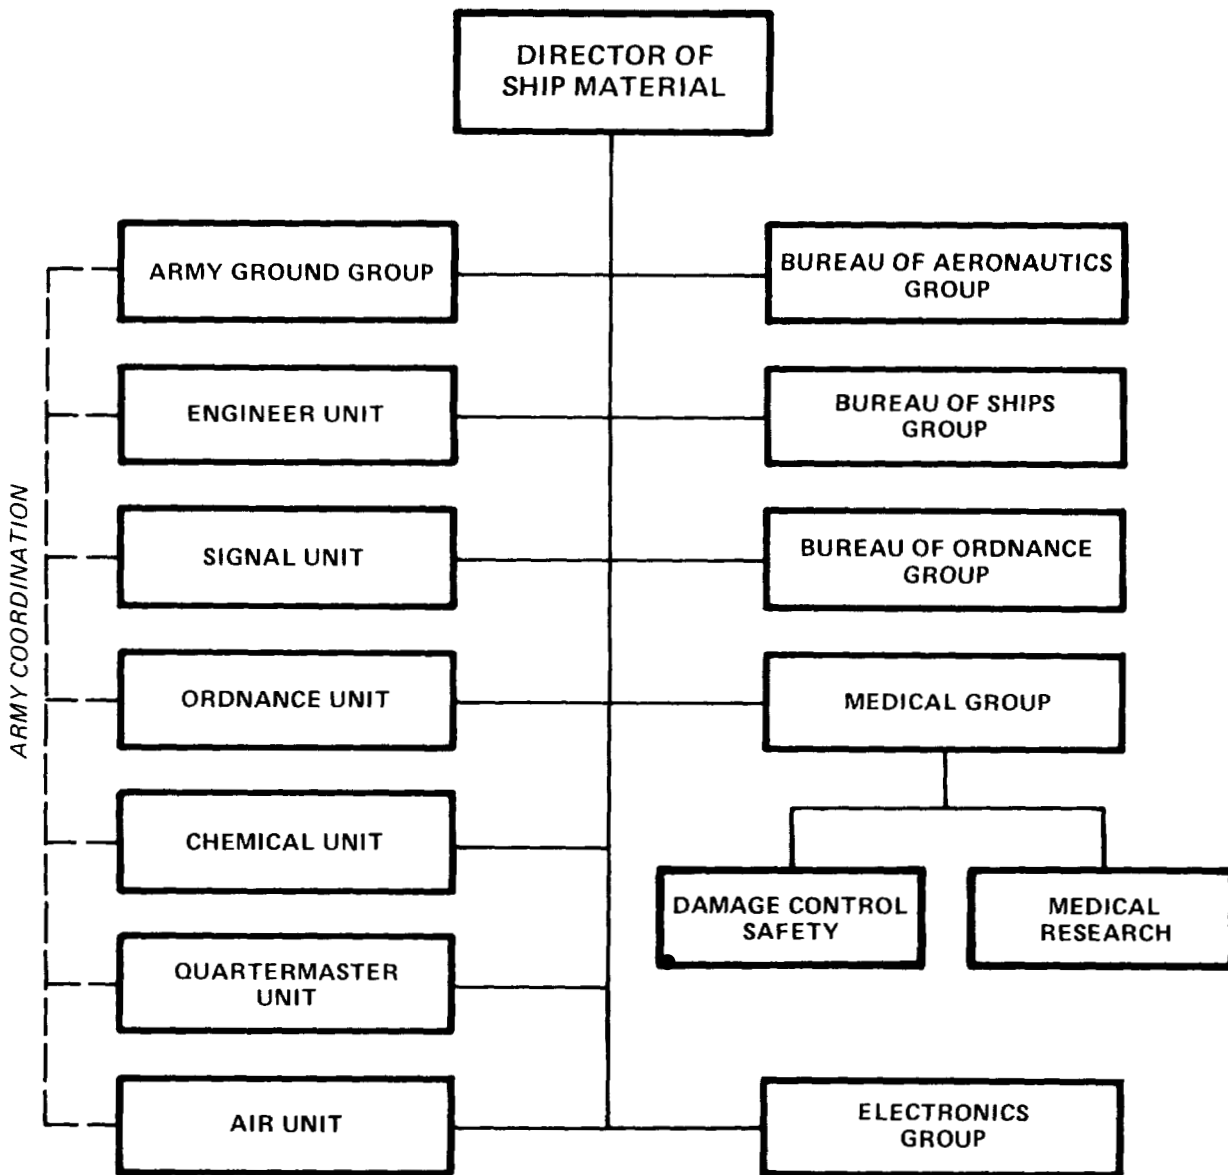 DIRECTOR OF
SHIP MATERIAL
ARMY COORDINATION
ARMY GROUND GROUP
BUREAU OF AERONAUTICS
GROUP
ENGINEER UNIT
BUREAU OF SHIPS
GROUP
SIGNAL UNIT
BUREAU OF ORDNANCE
GROUP
ORDNANCE UNIT
MEDICAL GROUP
CHEMICAL UNIT
DAMAGE CONTROL
SAFETY
MEDICAL
RESEARCH
QUARTERMASTER
UNIT
AIR UNIT
ELECTRONICS
GROUP